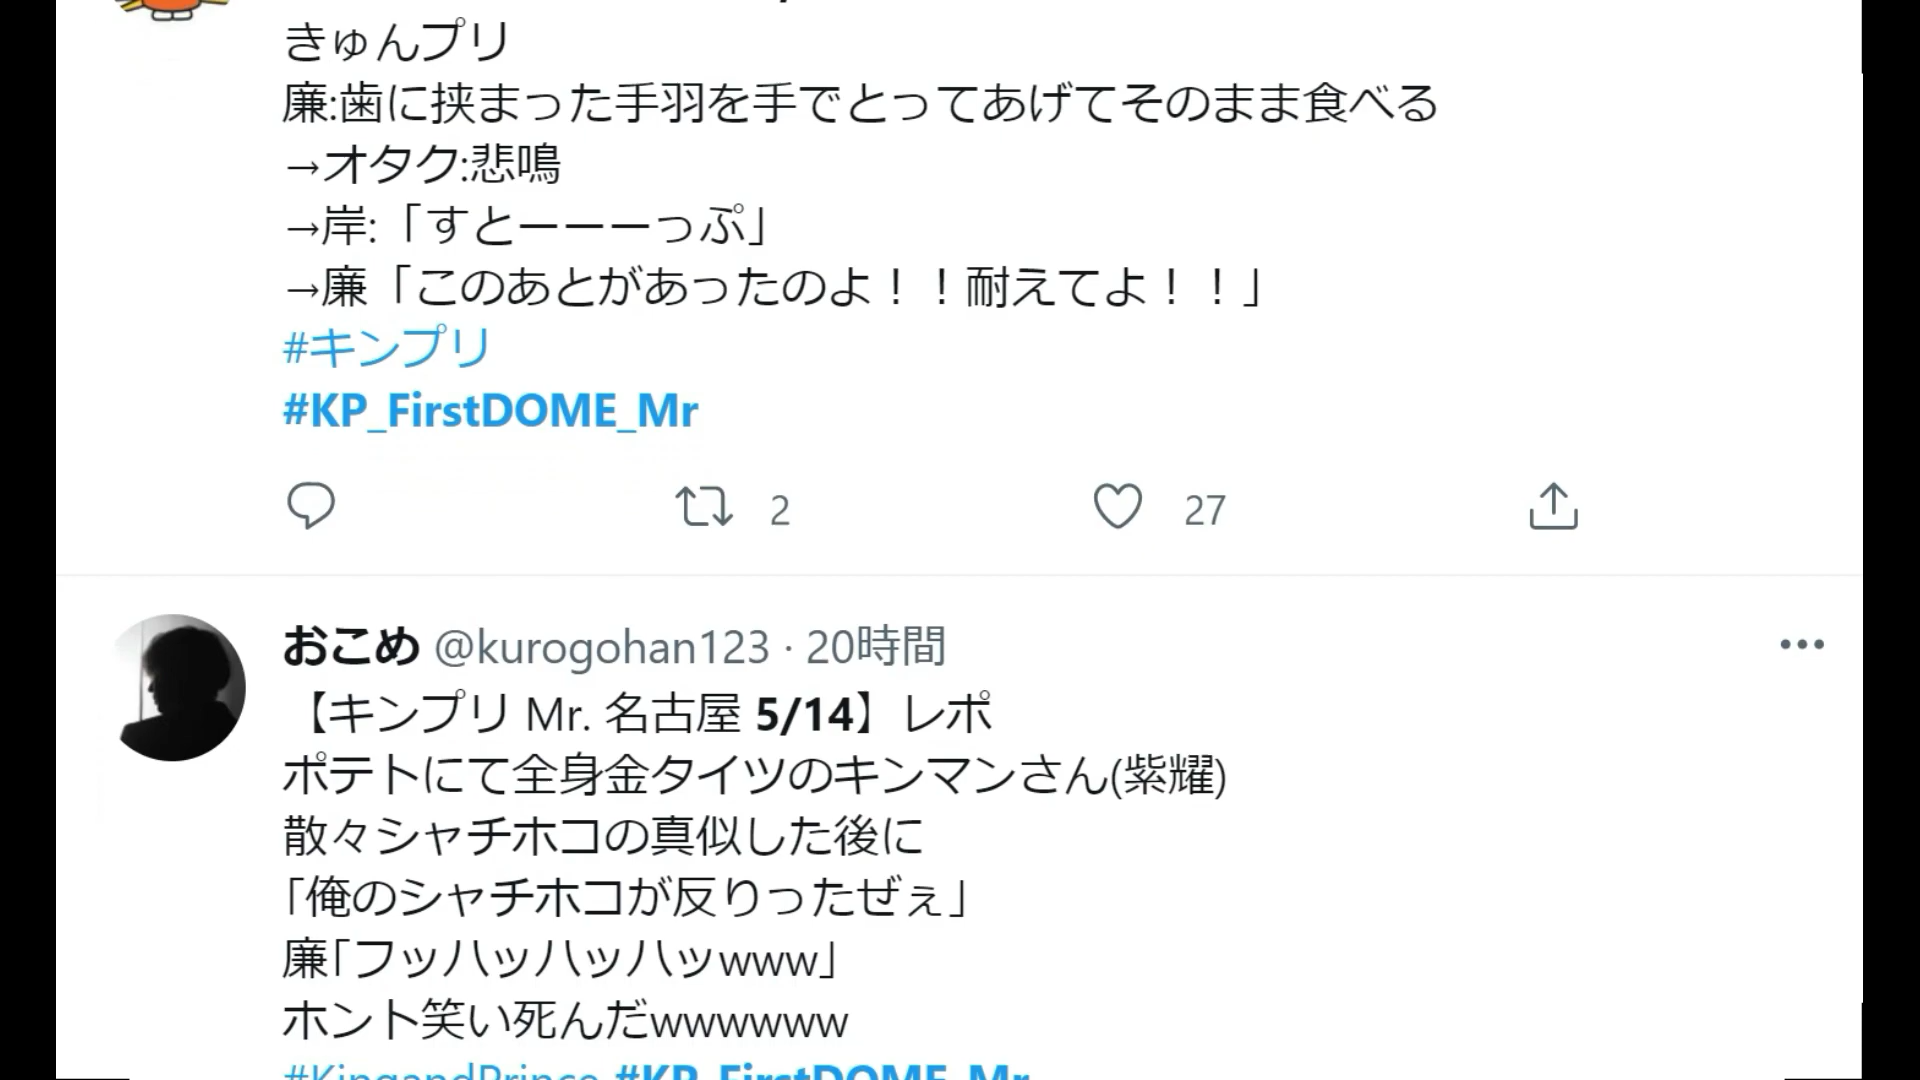 きゅんプリ
廉:歯に挟まった手羽を手でとってあげてそのまま食べる
→オタク:悲鳴
→岸:「すとーーーっぷ」
→廉「このあとがあったのよ！！耐えてよ！！」
#キンプリ
#KP_FirstDOME_Mr
2 27
おこめ @kurogohan123 · 20時間
【キンプリ Mr. 名古屋 5/14】レポ
ポテトにて全身金タイツのキンマンさん(紫耀)
散々シャチホコの真似した後に
「俺のシャチホコが反りったぜぇ」
廉「フッハッハッハッwww」
ホント笑い死んだwwwwww
#KingandPrince #KP_FirstDOME_Mr